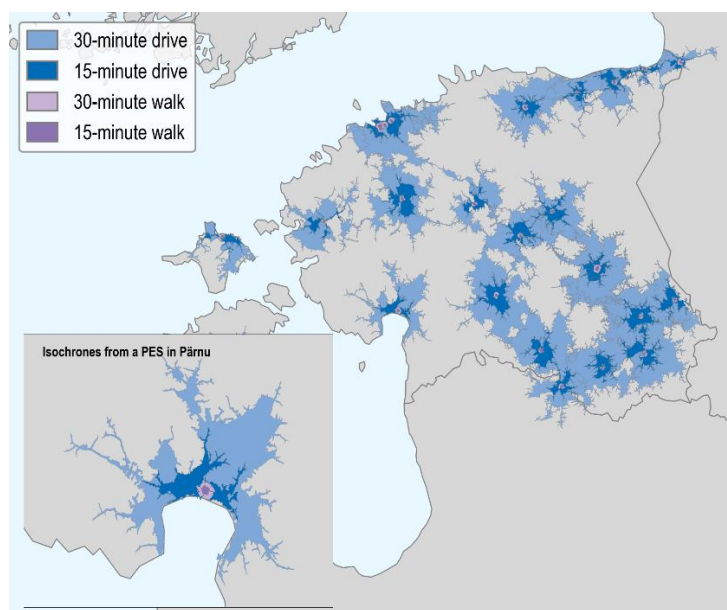 30-minute drive
15-minute drive
30-minute walk
15-minute walk
Isochrones from a PES in Pärnu